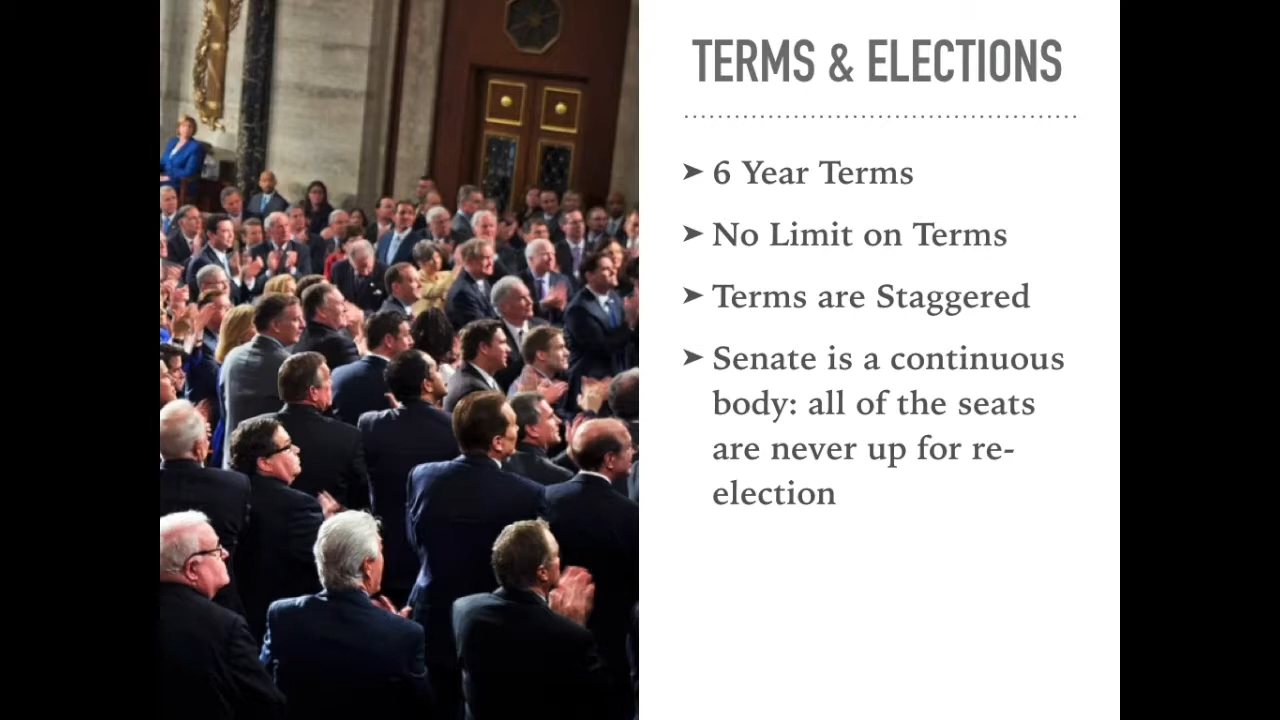 TERMS & ELECTIONS
➤ 6 Year Terms
➤ No Limit on Terms
➤ Terms are Staggered
➤ Senate is a continuous
body: all of the seats
are never up for re-
election